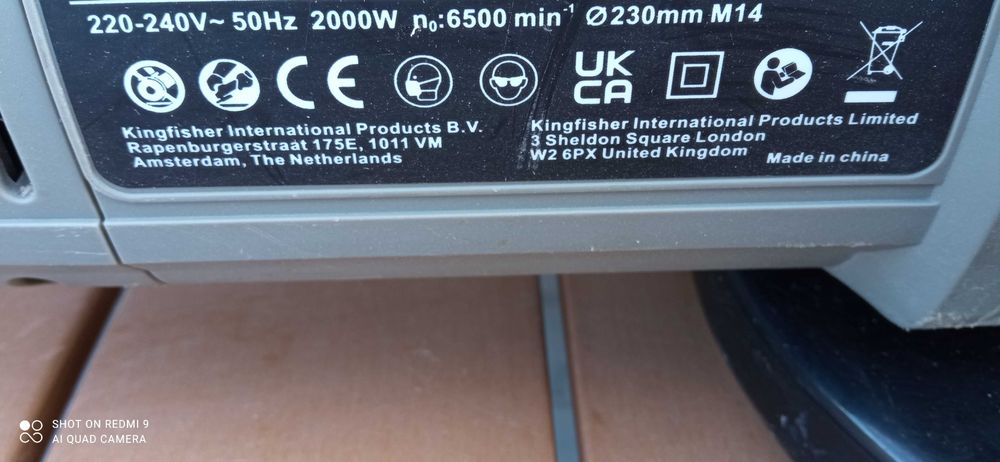 220-240V~ 50Hz 2000W n₀:6500 min⁻¹ Ø230mm M14
CE
UK
CA
Kingfisher International Products B.V.
Rapenburgerstraat 175E, 1011 VM
Amsterdam, The Netherlands
Kingfisher International Products Limited
3 Sheldon Square London
W2 6PX United Kingdom
Made in china
SHOT ON REDMI 9
AI QUAD CAMERA